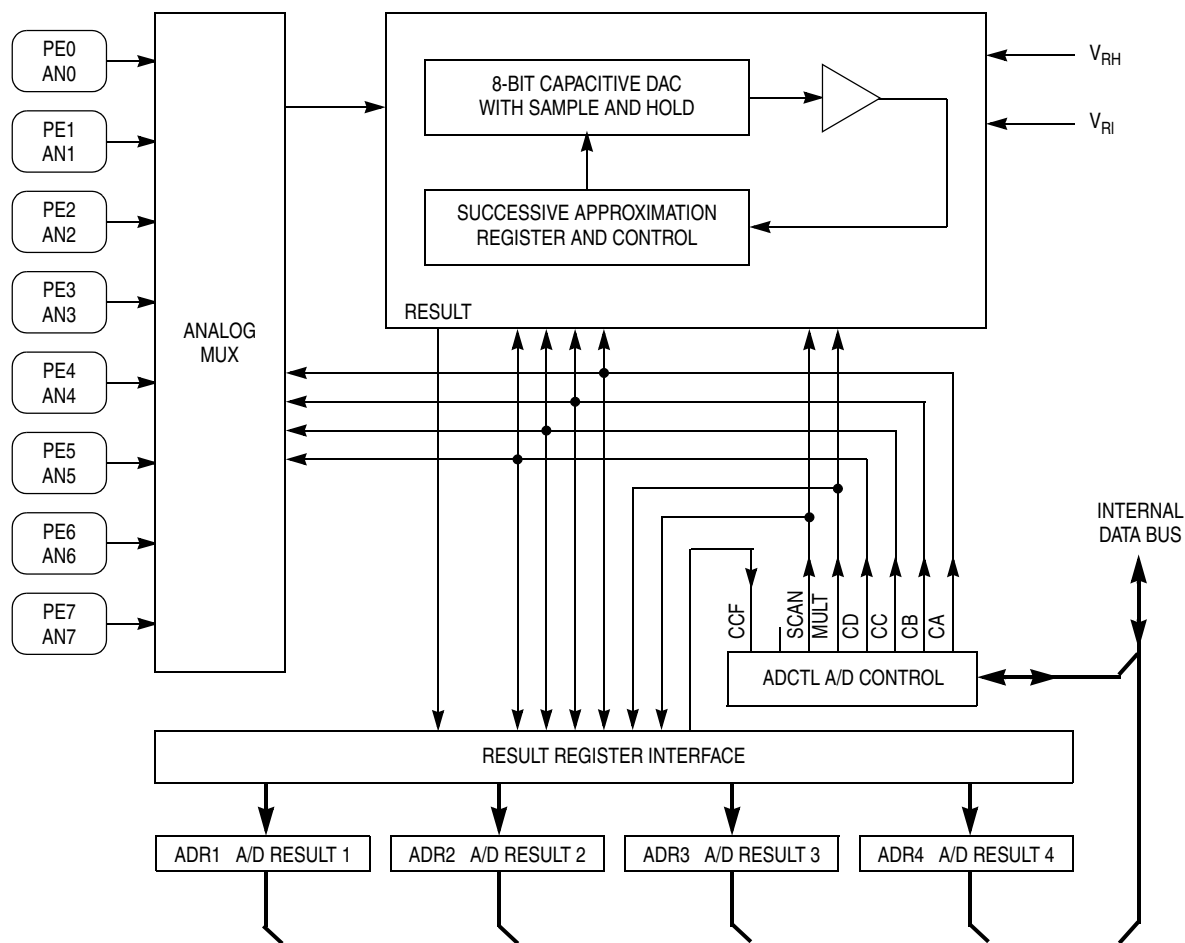 PE0
AN0
PE1
AN1
PE2
AN2
PE3
AN3
PE4
AN4
PE5
AN5
PE6
AN6
PE7
AN7
ANALOG
MUX
8-BIT CAPACITIVE DAC
WITH SAMPLE AND HOLD
SUCCESSIVE APPROXIMATION
REGISTER AND CONTROL
RESULT
VRH
VRI
INTERNAL
DATA BUS
CCF
SCAN
MULT
CD
CC
CB
CA
ADCTL A/D CONTROL
RESULT REGISTER INTERFACE
ADR1 A/D RESULT 1
ADR2 A/D RESULT 2
ADR3 A/D RESULT 3
ADR4 A/D RESULT 4